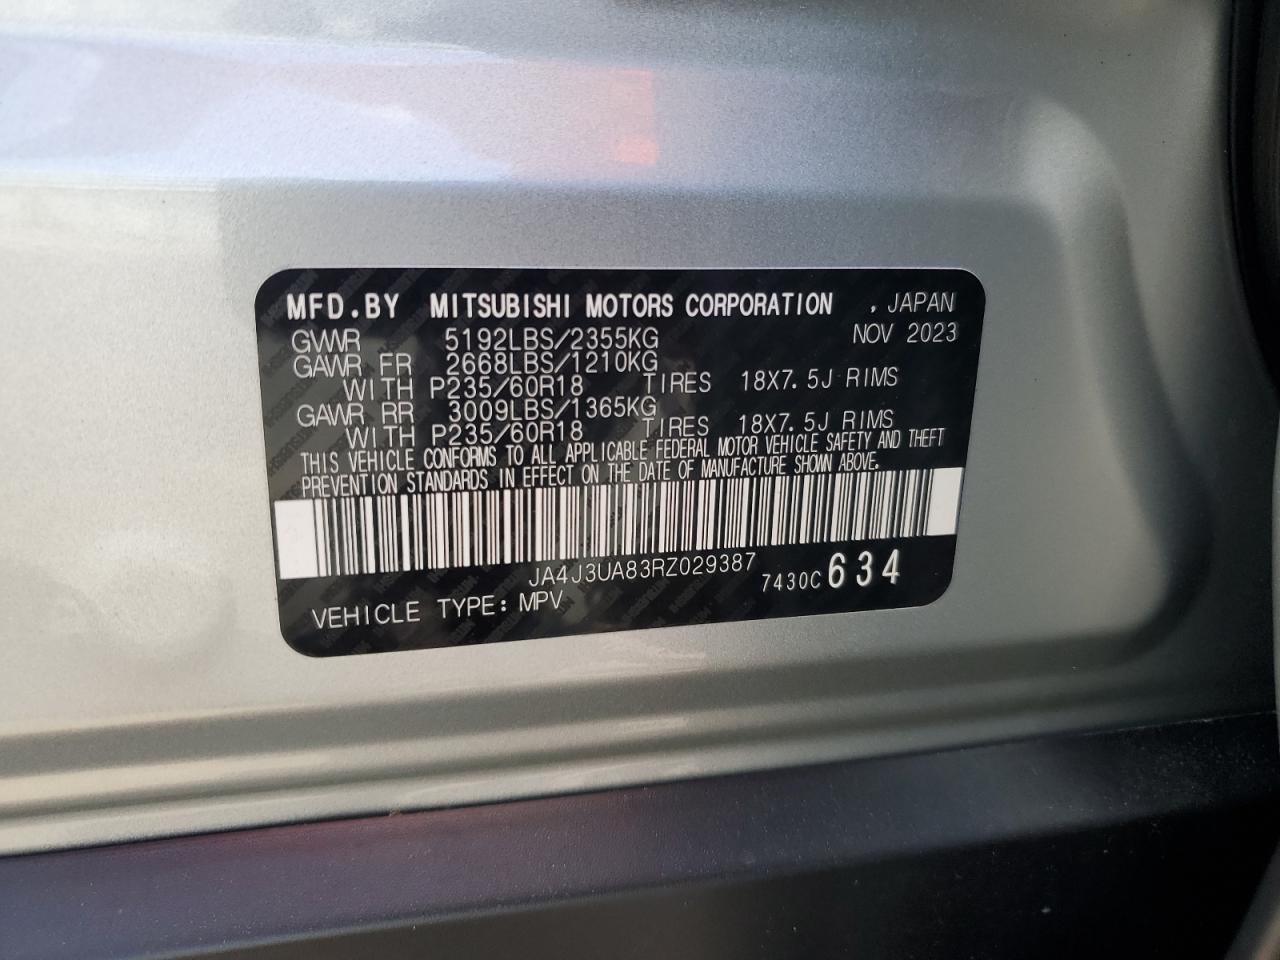 MFD.BY MITSUBISHI MOTORS CORPORATION , JAPAN
NOV 2023
GVWR 5192LBS/2355KG
GAWR FR 2668LBS/1210KG
WITH P235/60R18 TIRES 18X7.5J RIMS
GAWR RR 3009LBS/1365KG
WITH P235/60R18 TIRES 18X7.5J RIMS
THIS VEHICLE CONFORMS TO ALL APPLICABLE FEDERAL MOTOR VEHICLE SAFETY AND THEFT
PREVENTION STANDARDS IN EFFECT ON THE DATE OF MANUFACTURE SHOWN ABOVE.
JA4J3UA83RZ029387
7430C 634
VEHICLE TYPE: MPV